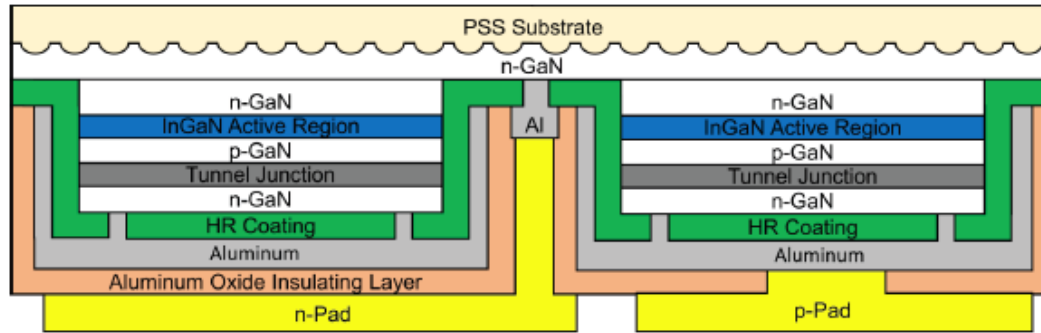 PSS Substrate
n-GaN
n-GaN
InGaN Active Region
p-GaN
Tunnel Junction
n-GaN
HR Coating
Aluminum
Aluminum Oxide Insulating Layer
n-Pad
Al
n-GaN
InGaN Active Region
p-GaN
Tunnel Junction
n-GaN
HR Coating
Aluminum
p-Pad